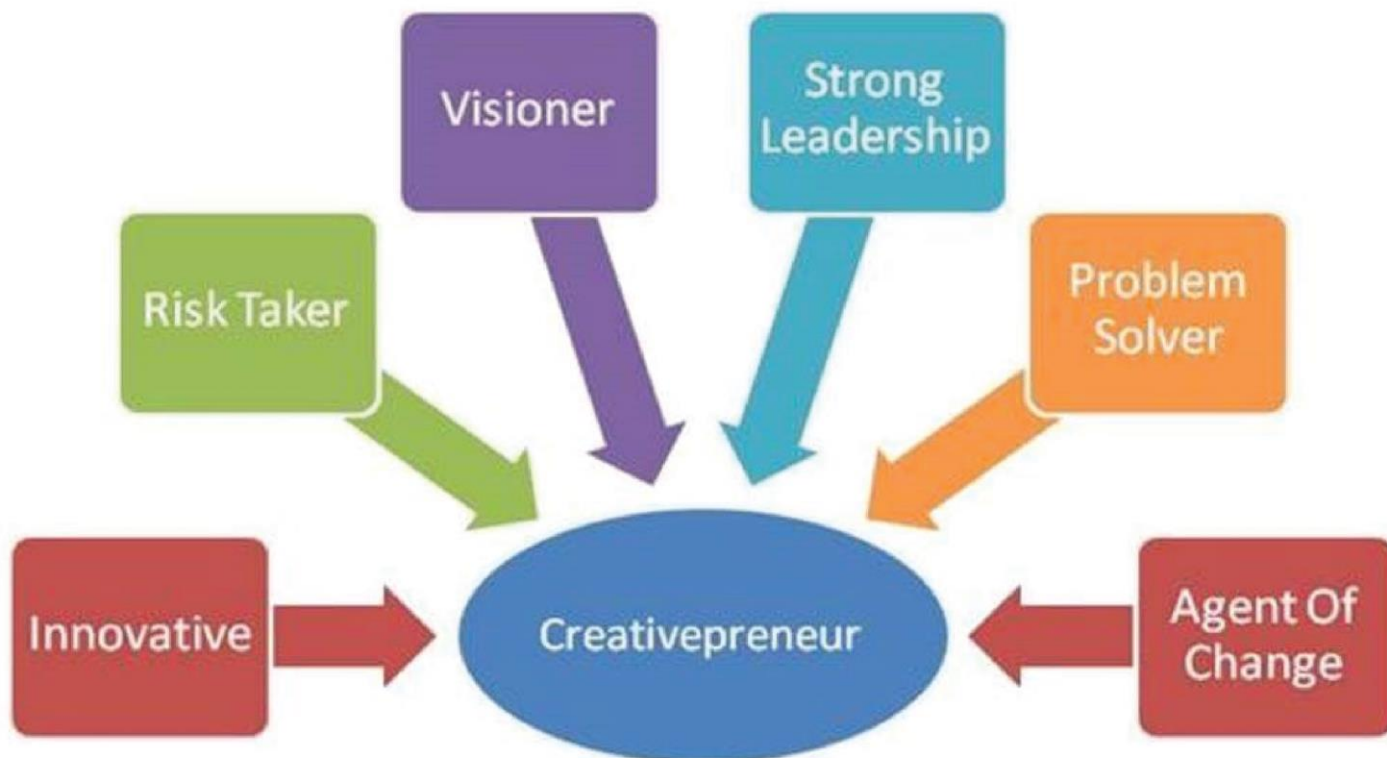 Visioner
Strong
Leadership
Risk Taker
Problem
Solver
Innovative
Creativepreneur
Agent Of
Change